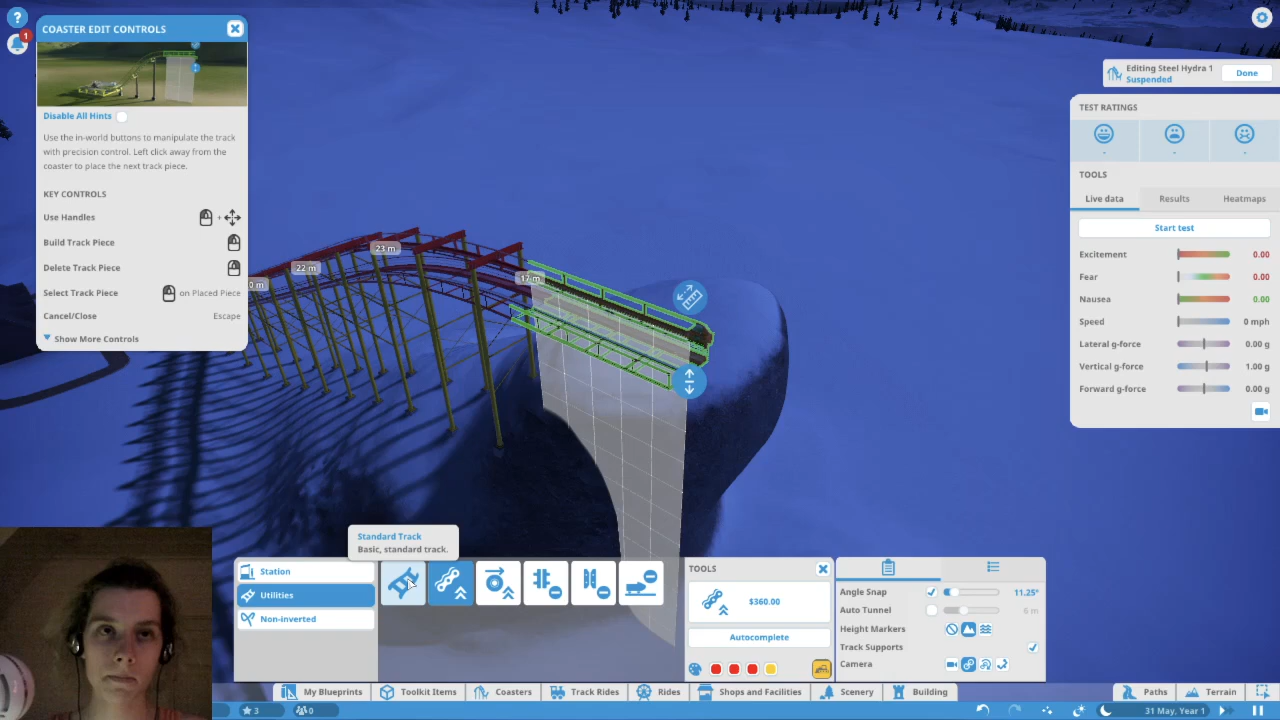 ?
1
COASTER EDIT CONTROLS
Disable All Hints
Use the in-world buttons to manipulate the track
with precision control. Left click away from the
coaster to place the next track piece.
KEY CONTROLS
Use Handles
+
Build Track Piece
Delete Track Piece
Select Track Piece
on Placed Piece
Cancel/Close
Escape
Show More Controls
0 m
22 m
23 m
17 m
Editing Steel Hydra 1
Suspended
Done
TEST RATINGS
-
-
-
TOOLS
Live data
Results
Heatmaps
Start test
Excitement
0.00
Fear
0.00
Nausea
0.00
Speed
0 mph
Lateral g-force
0.00 g
Vertical g-force
1.00 g
Forward g-force
0.00 g
Standard Track
Basic, standard track.
Station
Utilities
Non-inverted
TOOLS
$360.00
Autocomplete
Angle Snap
11.25°
Auto Tunnel
6 m
Height Markers
Track Supports
Camera
My Blueprints
Toolkit Items
Coasters
Track Rides
Rides
Shops and Facilities
Scenery
Building
Paths
Terrain
3
0
31 May, Year 1